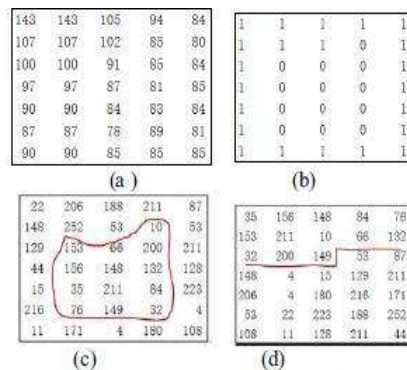 143 143 105 94 84
107 107 102 85 80
100 100 91 85 84
97 97 87 81 85
90 90 84 83 84
87 87 78 89 81
90 90 85 85 85
(a)
1 1 1 1 1
1 1 1 0 1
1 0 0 0 1
1 0 0 0 1
1 0 0 0 1
1 0 0 0 1
1 1 1 1 1
(b)
22 206 188 211 87
148 252 53 10 53
129 153 66 200 211
44 156 148 132 128
15 35 211 84 223
216 76 149 32 4
11 171 4 180 108
(c)
35 156 148 84 76
153 211 10 66 132
32 200 149 53 87
148 4 15 129 211
206 4 180 216 171
53 22 223 188 252
108 11 128 211 44
(d)